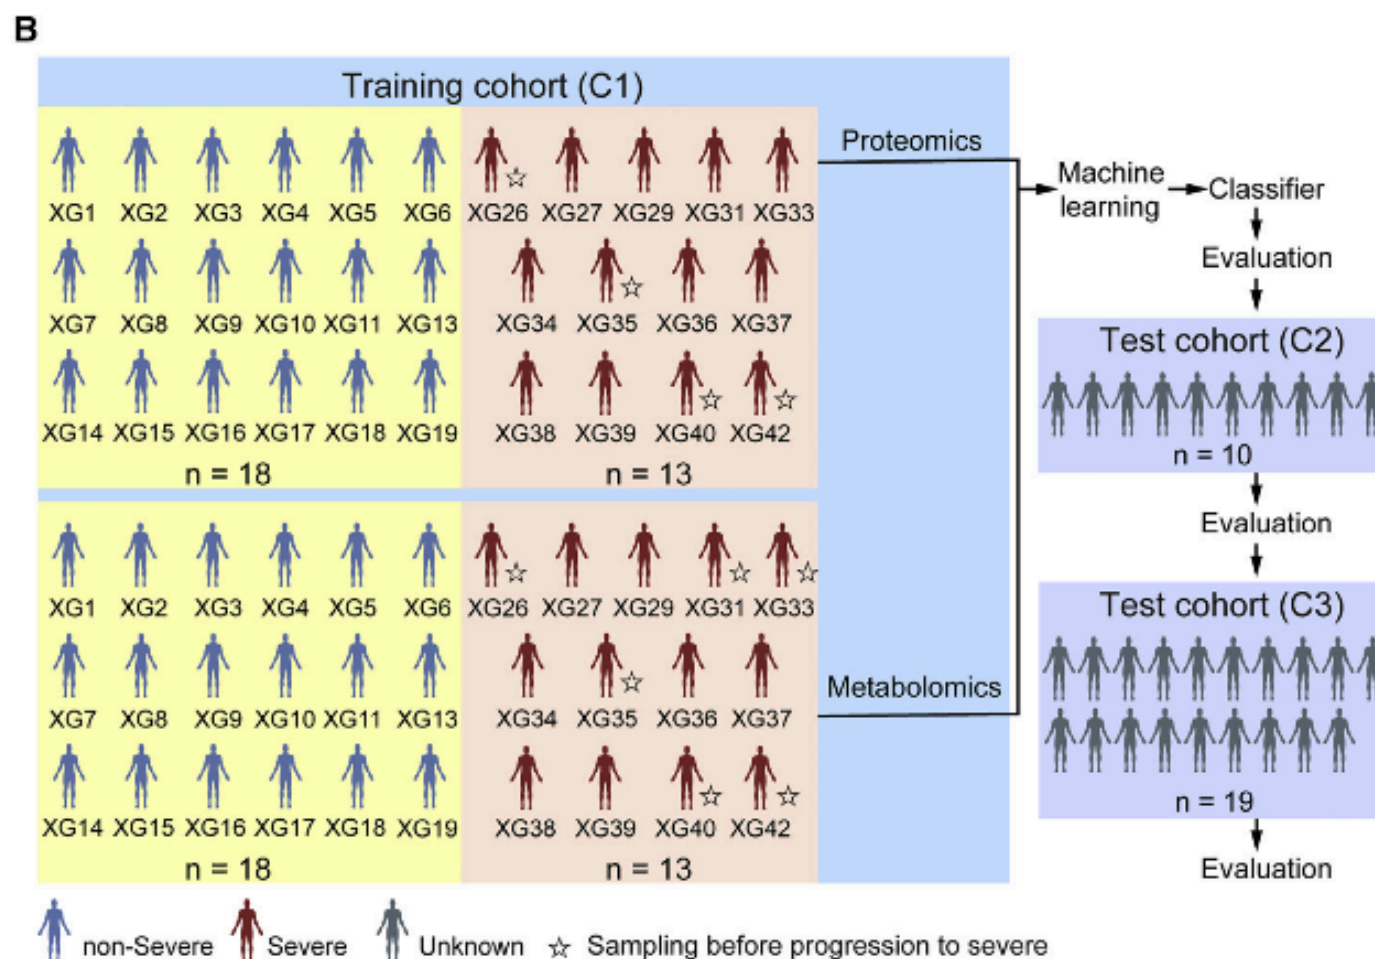 B
Training cohort (C1)
XG1 XG2 XG3 XG4 XG5 XG6 XG26 XG27 XG29 XG31 XG33
XG7 XG8 XG9 XG10 XG11 XG13 XG34 XG35 XG36 XG37
XG14 XG15 XG16 XG17 XG18 XG19 XG38 XG39 XG40 XG42
n = 18 n = 13
XG1 XG2 XG3 XG4 XG5 XG6 XG26 XG27 XG29 XG31 XG33
XG7 XG8 XG9 XG10 XG11 XG13 XG34 XG35 XG36 XG37
XG14 XG15 XG16 XG17 XG18 XG19 XG38 XG39 XG40 XG42
n = 18 n = 13
Proteomics
Metabolomics
Machine
learning
Classifier
Evaluation
Test cohort (C2)
n = 10
Evaluation
Test cohort (C3)
n = 19
Evaluation
non-Severe Severe Unknown ☆ Sampling before progression to severe